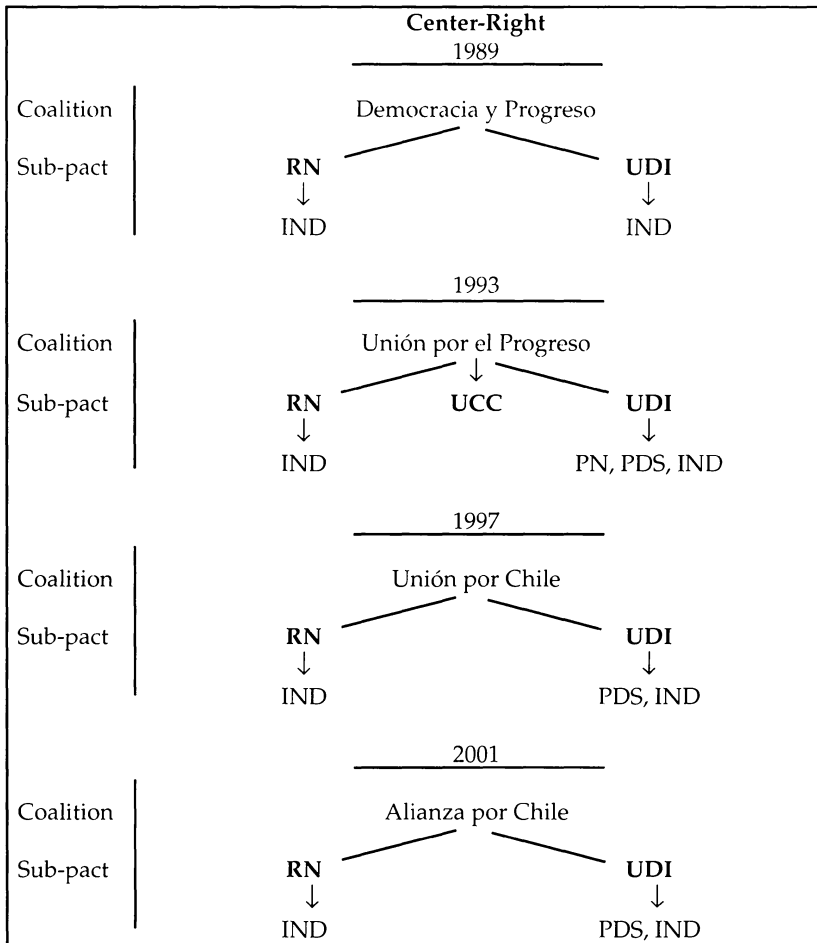 Center-Right
1989
Coalition Democracia y Progreso
Sub-pact RN UDI
↓ ↓
IND IND
1993
Coalition Unión por el Progreso
↓
Sub-pact RN UCC UDI
↓ ↓
IND PN, PDS, IND
1997
Coalition Unión por Chile
Sub-pact RN UDI
↓ ↓
IND PDS, IND
2001
Coalition Alianza por Chile
Sub-pact RN UDI
↓ ↓
IND PDS, IND